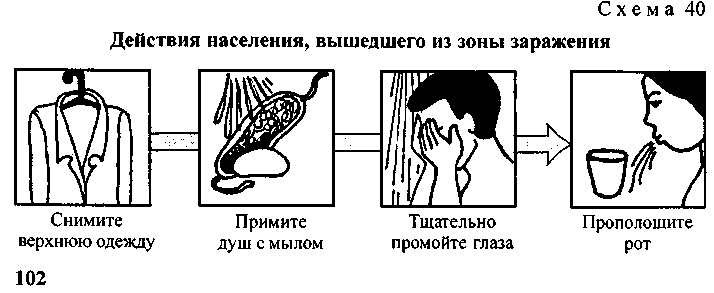 Схема 40
Действия населения, вышедшего из зоны заражения
Снимите
верхнюю одежду
Примите
душ с мылом
Тщательно
промойте глаза
Прополощите
рот
102